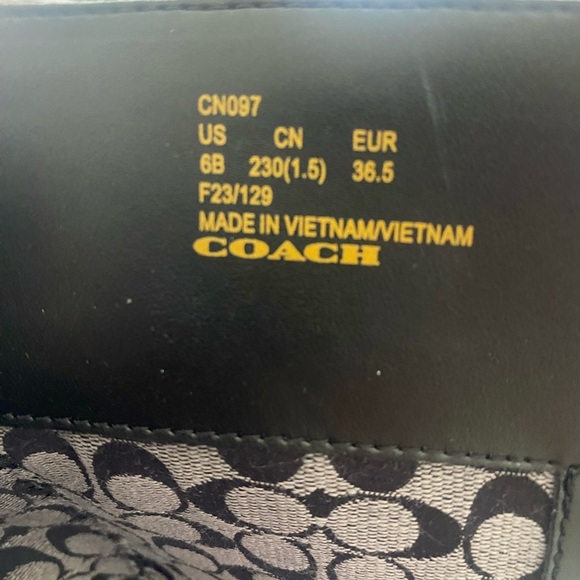 CN097
US CN EUR
6B 230(1.5) 36.5
F23/129
MADE IN VIETNAM/VIETNAM
COACH